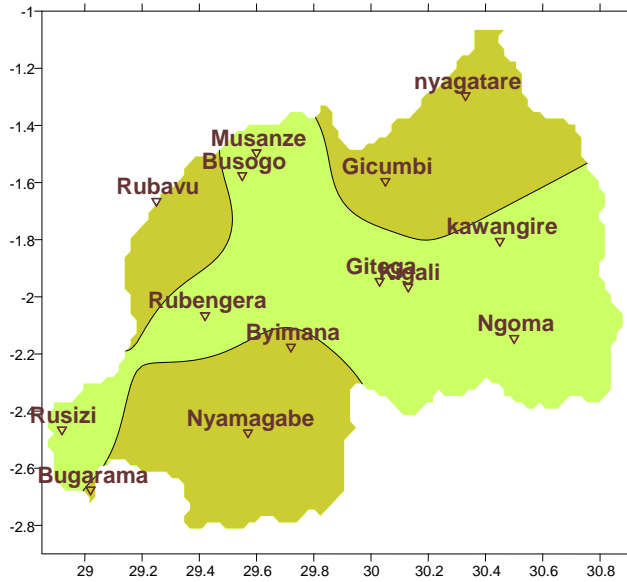 -1
nyagatare
-1.2
-1.4
Musanze
Busogo
Gicumbi
-1.6
Rubavu
kawangire
-1.8
Gitega
Kigali
-2
Rubengera
Ngoma
Byimana
-2.2
-2.4
Rusizi
Nyamagabe
-2.6
Bugarama
-2.8
29 29.2 29.4 29.6 29.8 30 30.2 30.4 30.6 30.8